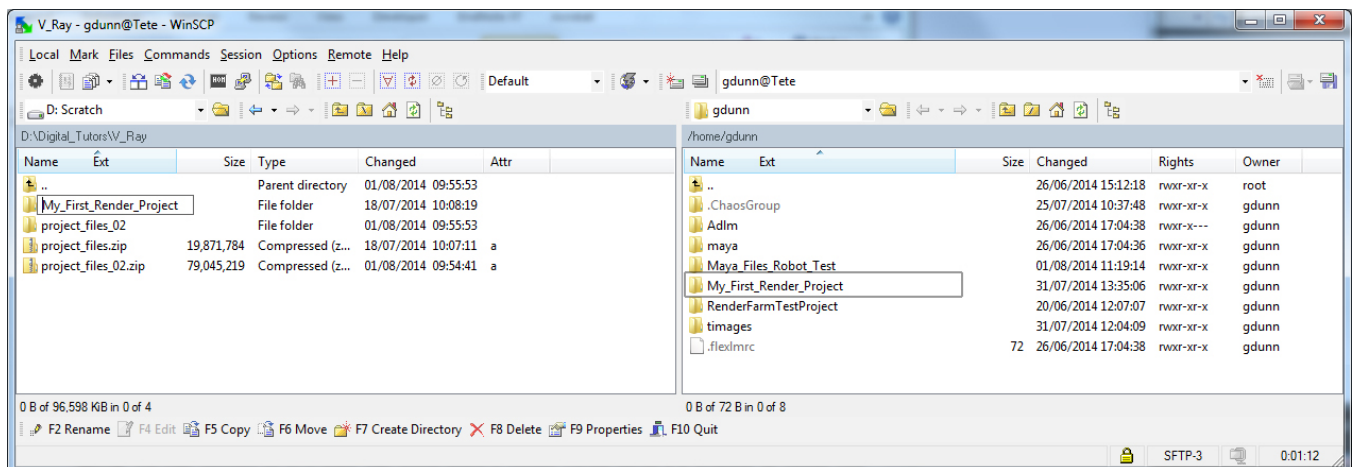 V_Ray - gdunn@Tete - WinSCP
Local Mark Files Commands Session Options Remote Help
Default gdunn@Tete
D: Scratch gdunn
D:\Digital_Tutors\V_Ray /home/gdunn
Name Ext Size Type Changed Attr Name Ext Size Changed Rights Owner
.. Parent directory 01/08/2014 09:55:53 .. 26/06/2014 15:12:18 rwxr-xr-x root
My_First_Render_Project File folder 18/07/2014 10:08:19 .ChaosGroup 25/07/2014 10:37:48 rwxr-xr-x gdunn
project_files_02 File folder 01/08/2014 09:55:53 Adlm 26/06/2014 17:04:38 rwxr-x--- gdunn
project_files.zip 19,871,784 Compressed (z... 18/07/2014 10:07:11 a maya 26/06/2014 17:04:36 rwxr-xr-x gdunn
project_files_02.zip 79,045,219 Compressed (z... 01/08/2014 09:54:41 a Maya_Files_Robot_Test 01/08/2014 11:19:14 rwxr-xr-x gdunn
My_First_Render_Project 31/07/2014 13:35:06 rwxr-xr-x gdunn
RenderFarmTestProject 20/06/2014 12:07:07 rwxr-xr-x gdunn
timages 31/07/2014 12:04:09 rwxr-xr-x gdunn
.flexlmrc 72 26/06/2014 17:04:38 rwxr-xr-x gdunn
0 B of 96,598 KiB in 0 of 4 0 B of 72 B in 0 of 8
F2 Rename F4 Edit F5 Copy F6 Move F7 Create Directory F8 Delete F9 Properties F10 Quit
SFTP-3 0:01:12